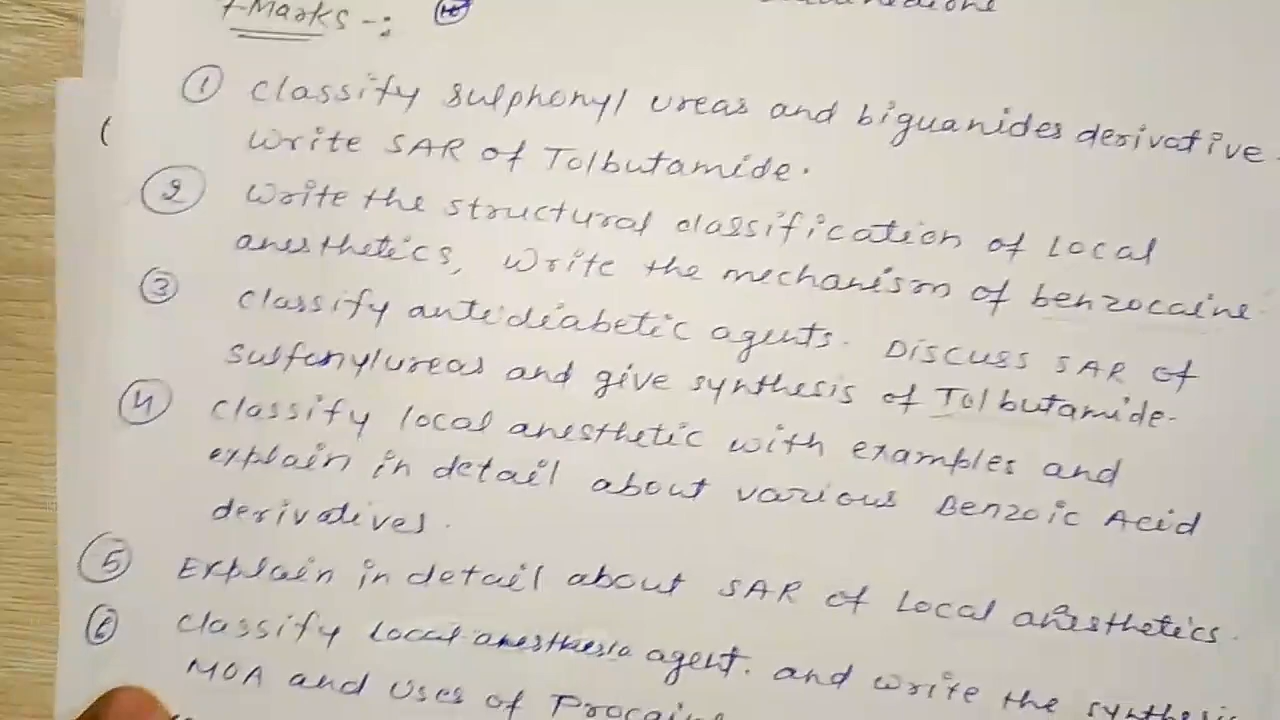 7-Marks -:
① classify sulphonyl ureas and biguanides derivative.
Write SAR of Tolbutamide.
② Write the structural classification of Local
anesthetics, Write the mechanism of benzocaine.
③ classify antidiabetic agents. Discuss SAR of
sulfonylureas and give synthesis of Tolbutamide.
④ classify local anesthetic with examples and
explain in detail about various Benzoic Acid
derivatives.
⑤ Explain in detail about SAR of Local anesthetics.
⑥ classify Local anesthesia agent. and write the
MOA and Uses of